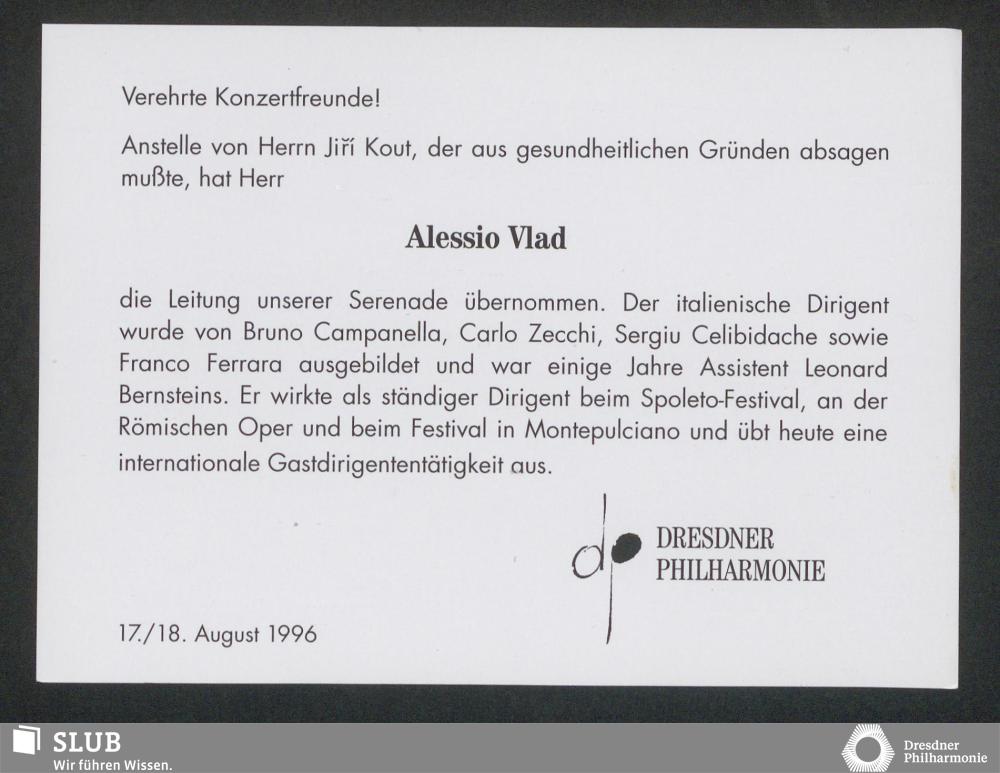 Verehrte Konzertfreunde!
Anstelle von Herrn Jiří Kout, der aus gesundheitlichen Gründen absagen
mußte, hat Herr
Alessio Vlad
die Leitung unserer Serenade übernommen. Der italienische Dirigent
wurde von Bruno Campanella, Carlo Zecchi, Sergiu Celibidache sowie
Franco Ferrara ausgebildet und war einige Jahre Assistent Leonard
Bernsteins. Er wirkte als ständiger Dirigent beim Spoleto-Festival, an der
Römischen Oper und beim Festival in Montepulciano und übt heute eine
internationale Gastdirigententätigkeit aus.
dp DRESDNER
PHILHARMONIE
17./18. August 1996
SLUB
Wir führen Wissen.
Dresdner
Philharmonie